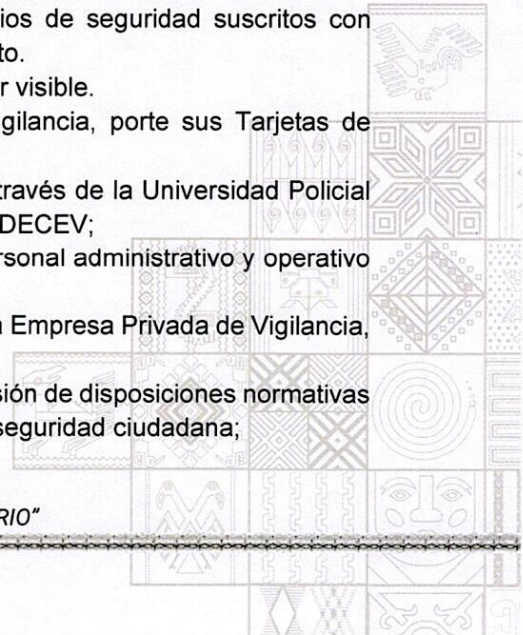 ios de seguridad suscritos con
to.
r visible.
gilancia, porte sus Tarjetas de
través de la Universidad Policial
DECEV;
rsonal administrativo y operativo
a Empresa Privada de Vigilancia,
sión de disposiciones normativas
seguridad ciudadana;
RIO"